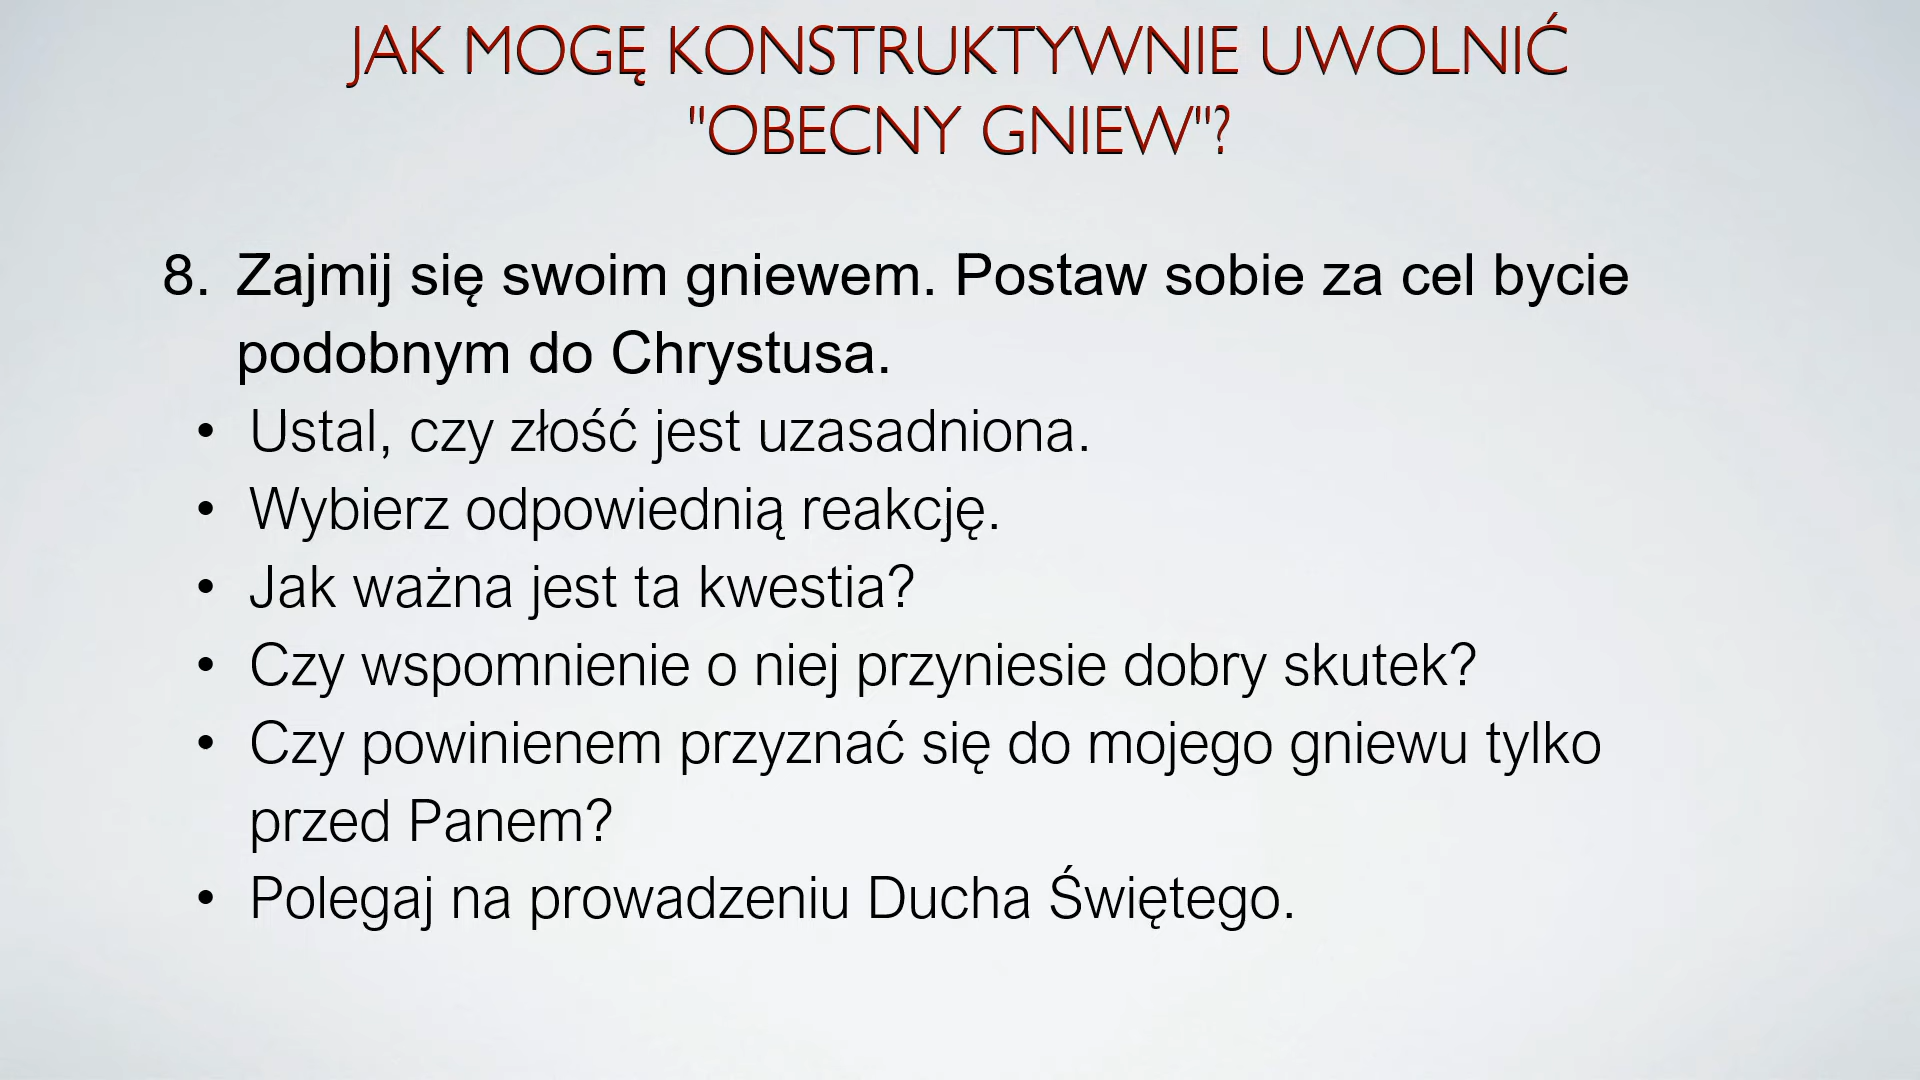 JAK MOGĘ KONSTRUKTYWNIE UWOLNIĆ
"OBECNY GNIEW"?
8. Zajmij się swoim gniewem. Postaw sobie za cel bycie
podobnym do Chrystusa.
• Ustal, czy złość jest uzasadniona.
• Wybierz odpowiednią reakcję.
• Jak ważna jest ta kwestia?
• Czy wspomnienie o niej przyniesie dobry skutek?
• Czy powinienem przyznać się do mojego gniewu tylko
przed Panem?
• Polegaj na prowadzeniu Ducha Świętego.